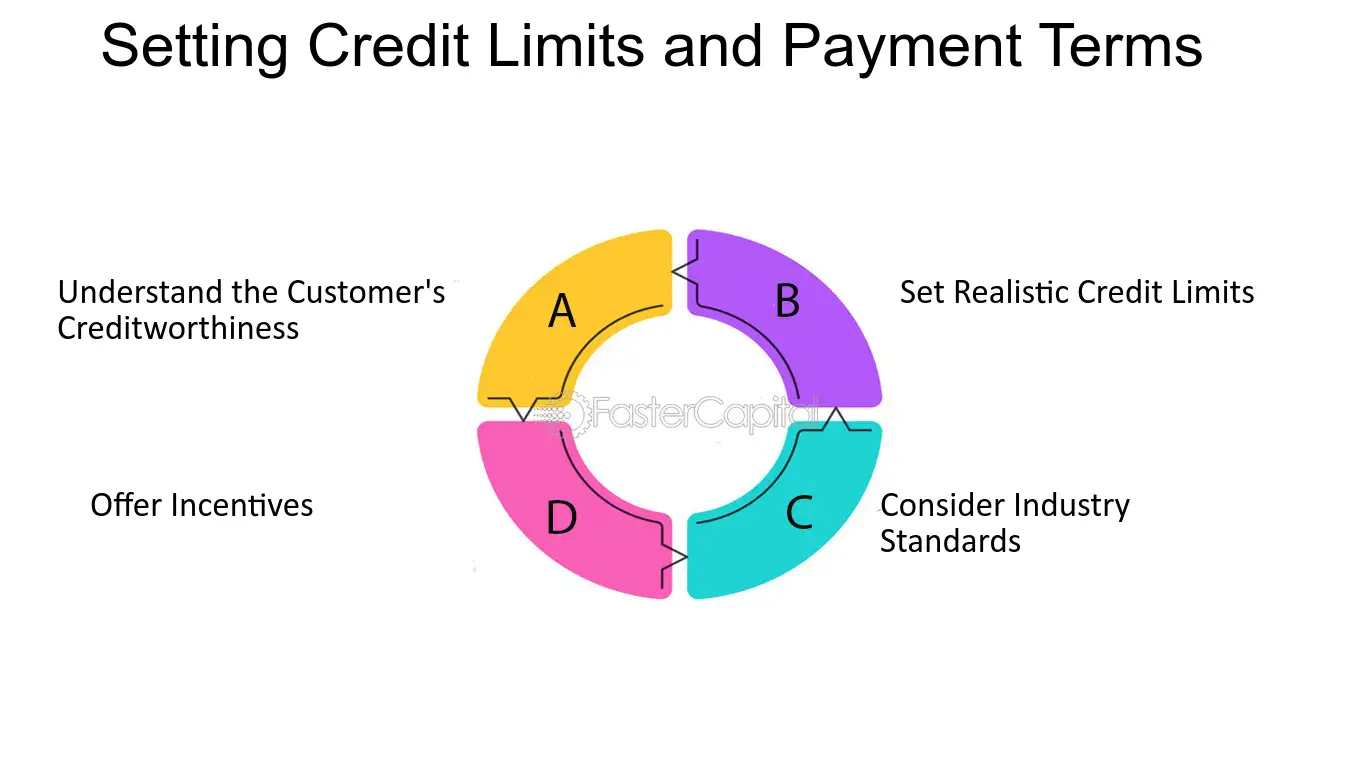 Setting Credit Limits and Payment Terms
Understand the Customer's
Creditworthiness
A
B
Set Realistic Credit Limits
FasterCapital
Offer Incentives
D
C
Consider Industry
Standards